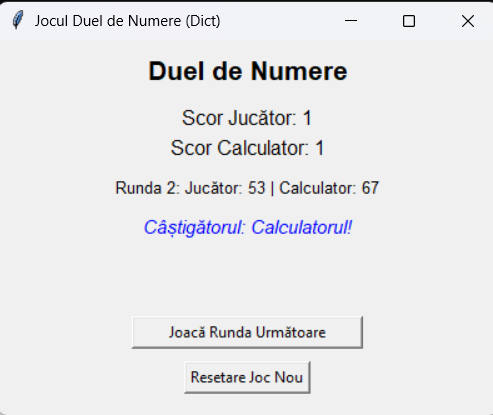 Jocul Duel de Numere (Dict)
Duel de Numere
Scor Jucător: 1
Scor Calculator: 1
Runda 2: Jucător: 53 | Calculator: 67
Câștigătorul: Calculatorul!
Joacă Runda Următoare
Resetare Joc Nou